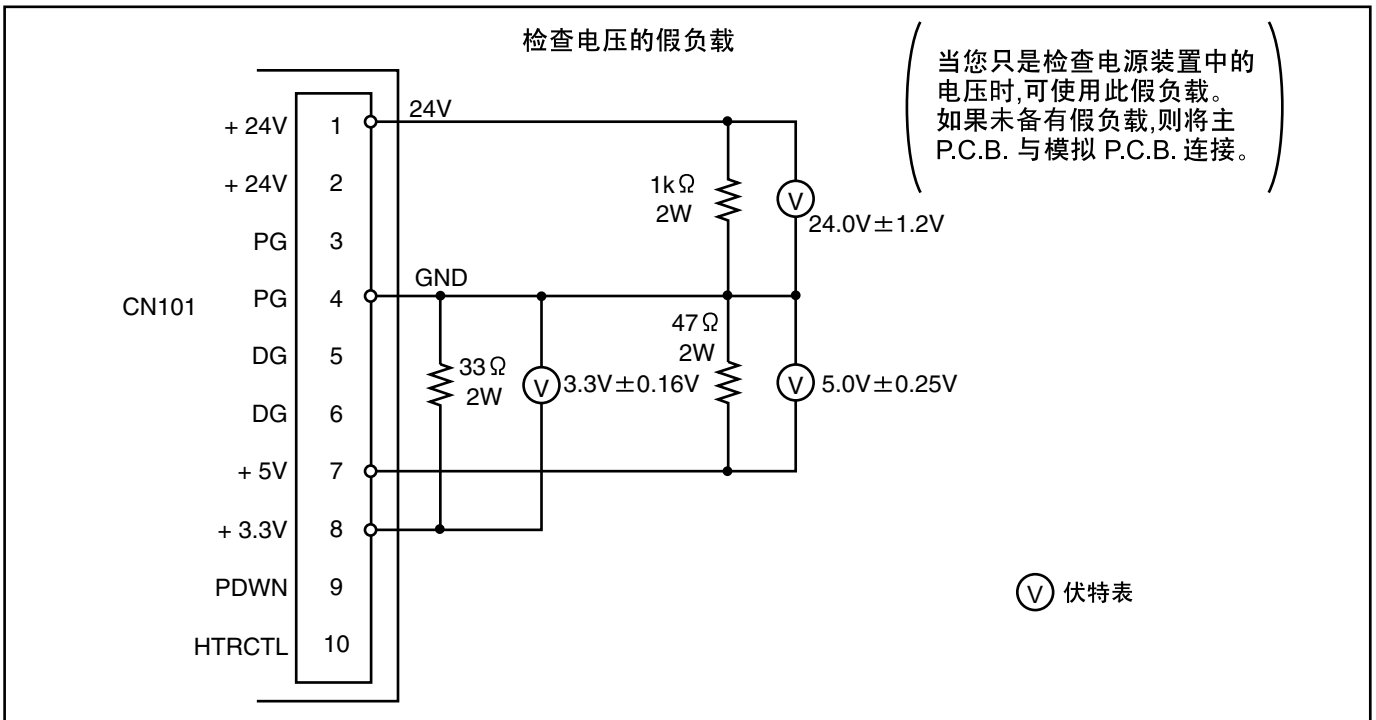 检查电压的假负载
当您只是检查电源装置中的
电压时,可使用此假负载。
如果未备有假负载,则将主
P.C.B. 与模拟 P.C.B. 连接。
24V
+ 24V 1
+ 24V 2
PG 3
GND
PG 4
CN101
DG 5
DG 6
+ 5V 7
+ 3.3V 8
PDWN 9
HTRCTL 10
1kΩ
2W
V
24.0V±1.2V
47Ω
2W
V
5.0V±0.25V
33Ω
2W
V
3.3V±0.16V
V 伏特表